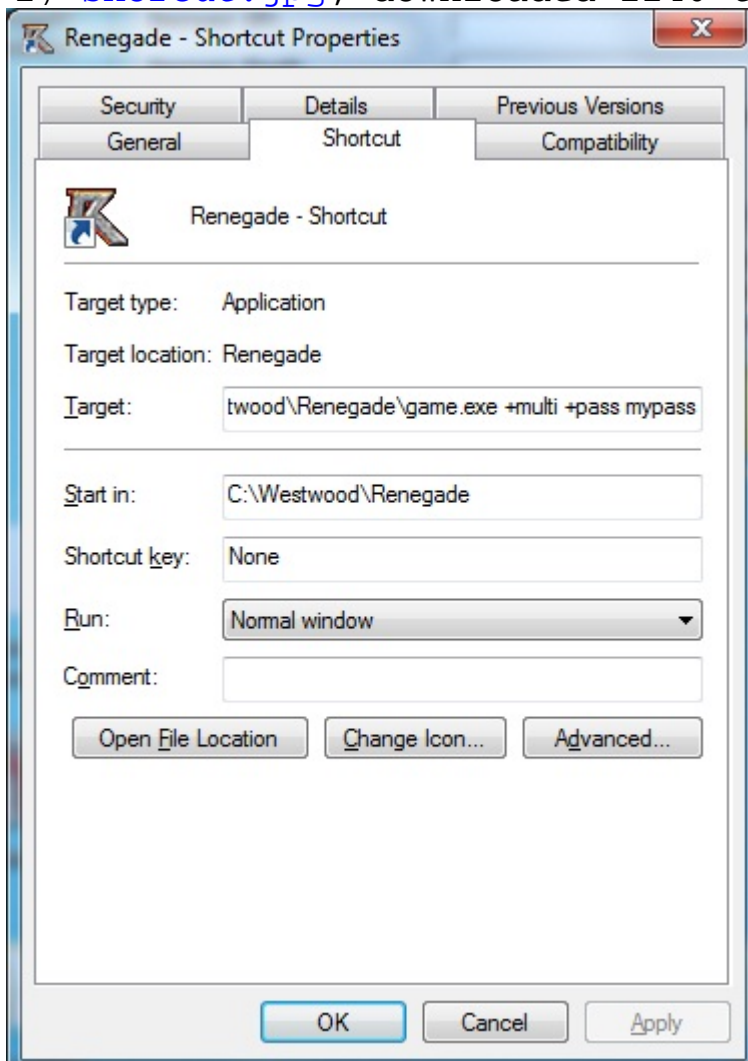 Renegade - Shortcut Properties
Security Details Previous Versions
General Shortcut Compatibility
Renegade - Shortcut
Target type: Application
Target location: Renegade
Target: twood\Renegade\game.exe +multi +pass mypass
Start in: C:\Westwood\Renegade
Shortcut key: None
Run: Normal window
Comment:
Open File Location Change Icon... Advanced...
OK Cancel Apply